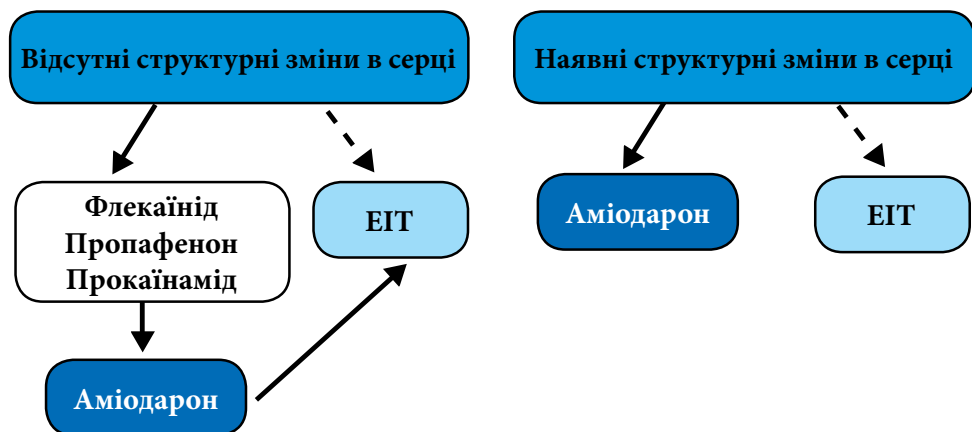 Відсутні структурні зміни в серці
Наявні структурні зміни в серці
Флекаїнід
Пропафенон
Прокаїнамід
ЕІТ
Аміодарон
Аміодарон
ЕІТ